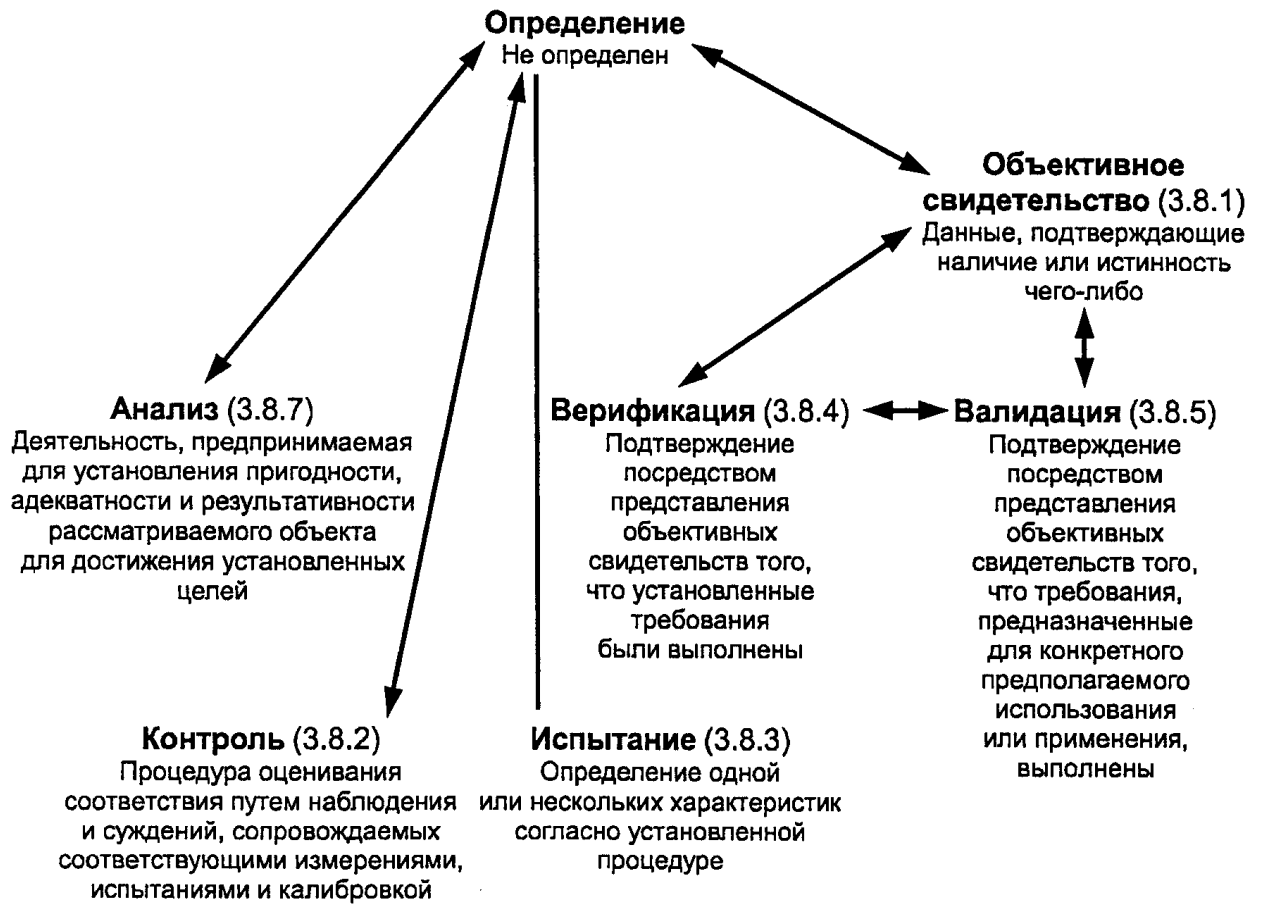 Определение
Не определен
Объективное
свидетельство (3.8.1)
Данные, подтверждающие
наличие или истинность
чего-либо
Анализ (3.8.7)
Деятельность, предпринимаемая
для установления пригодности,
адекватности и результативности
рассматриваемого объекта
для достижения установленных
целей
Верификация (3.8.4)
Подтверждение
посредством
представления
объективных
свидетельств того,
что установленные
требования
были выполнены
Валидация (3.8.5)
Подтверждение
посредством
представления
объективных
свидетельств того,
что требования,
предназначенные
для конкретного
предполагаемого
использования
или применения,
выполнены
Контроль (3.8.2)
Процедура оценивания
соответствия путем наблюдения
и суждений, сопровождаемых
соответствующими измерениями,
испытаниями и калибровкой
Испытание (3.8.3)
Определение одной
или нескольких характеристик
согласно установленной
процедуре